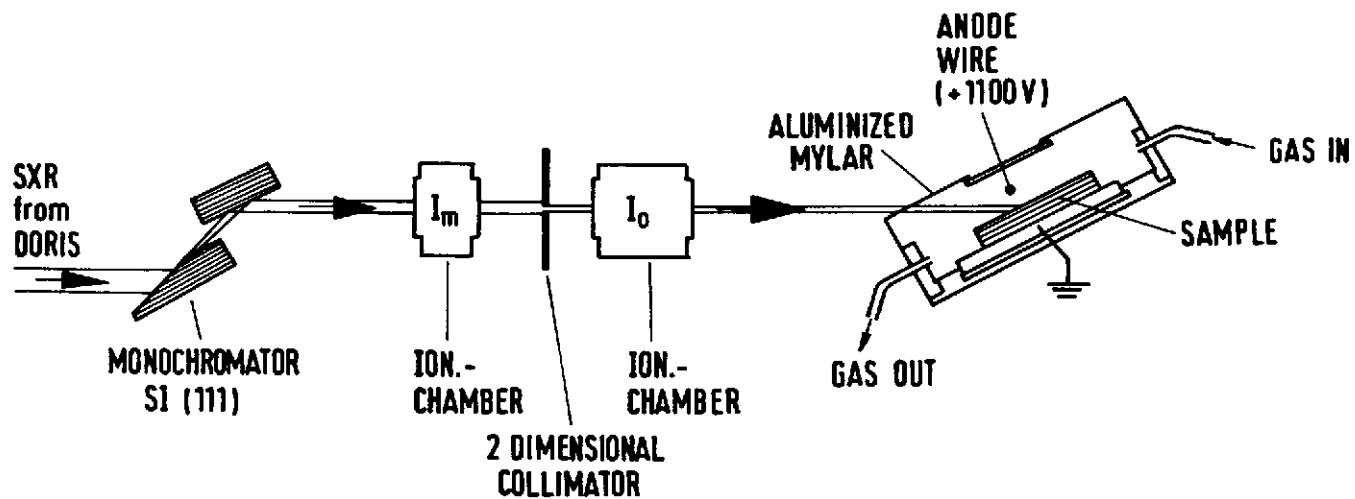 SXR
from
DORIS
MONOCHROMATOR
SI (111)
Im
ION.-
CHAMBER
2 DIMENSIONAL
COLLIMATOR
Io
ION.-
CHAMBER
ALUMINIZED
MYLAR
ANODE
WIRE
(+1100V)
GAS IN
SAMPLE
GAS OUT